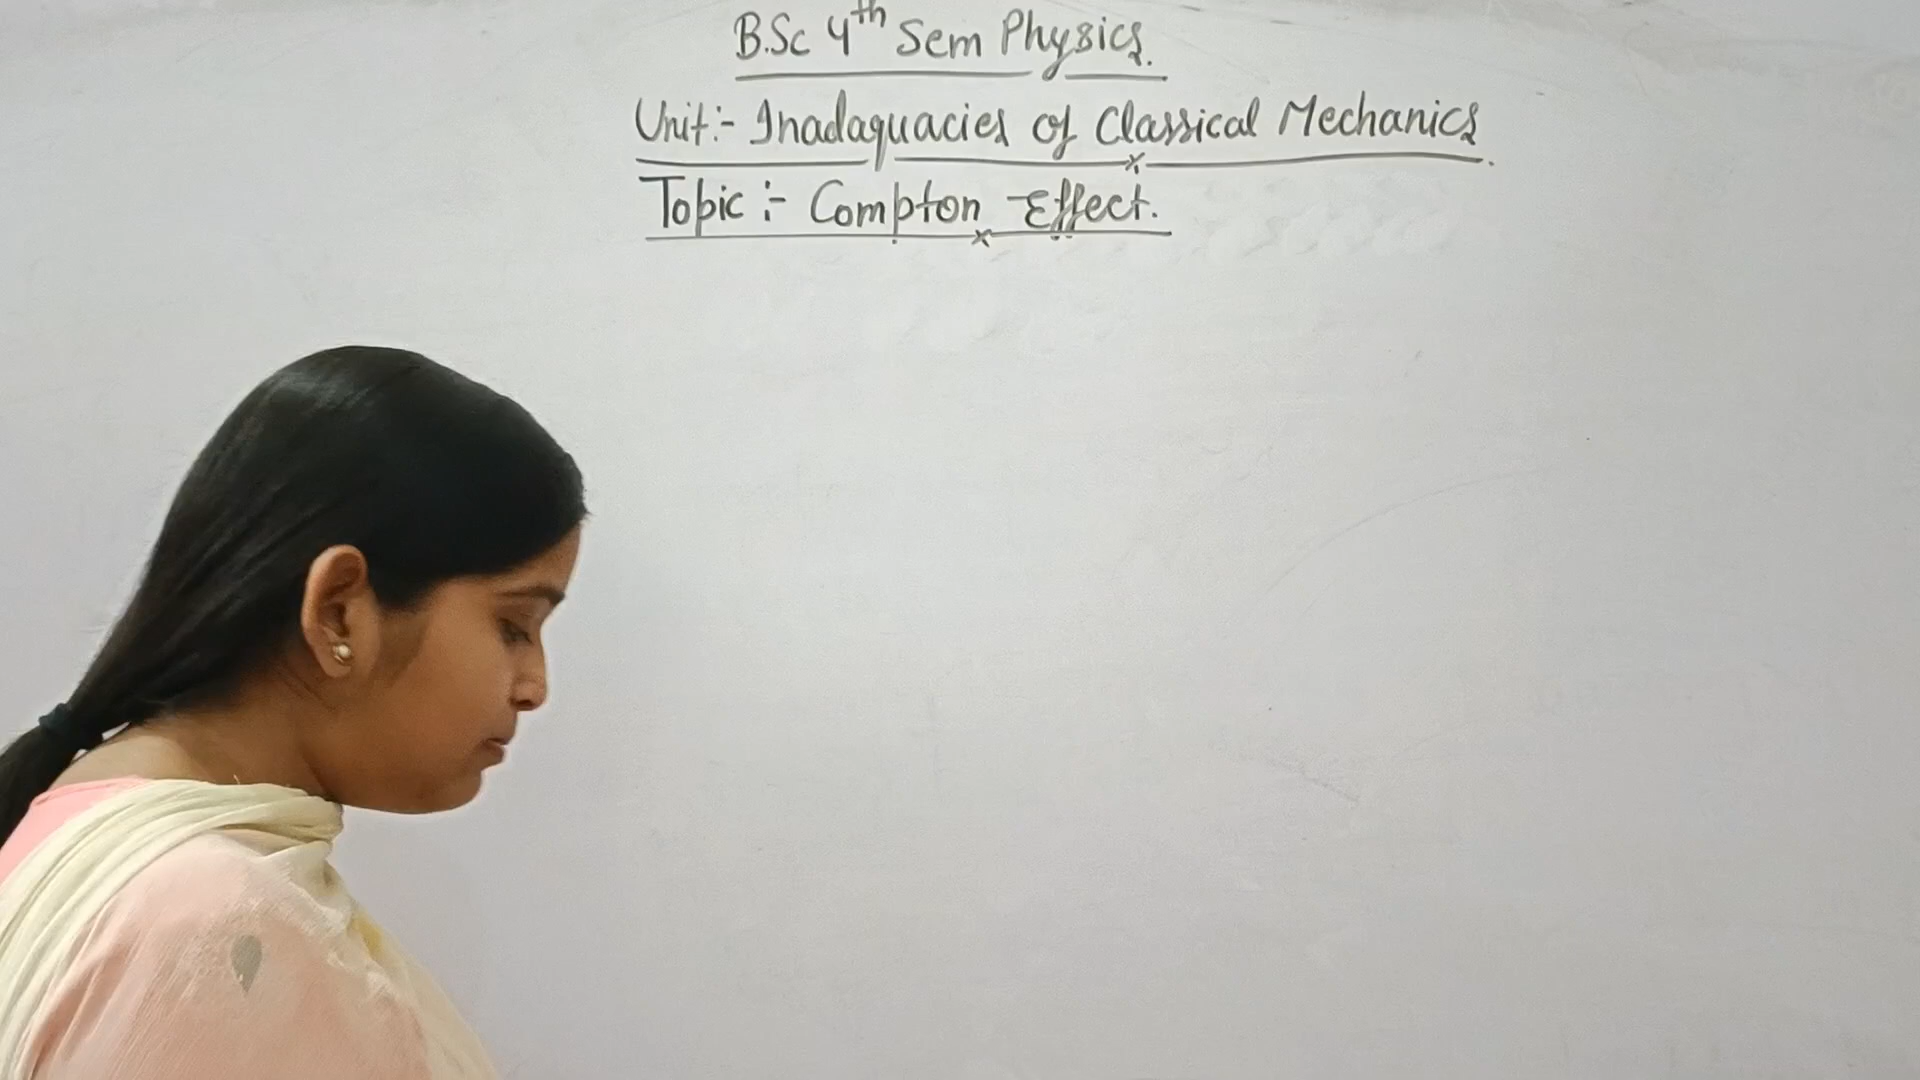 B.Sc 4th Sem Physics.
Unit:- Inadaquacies of Classical Mechanics.
Topic :- Compton Effect.